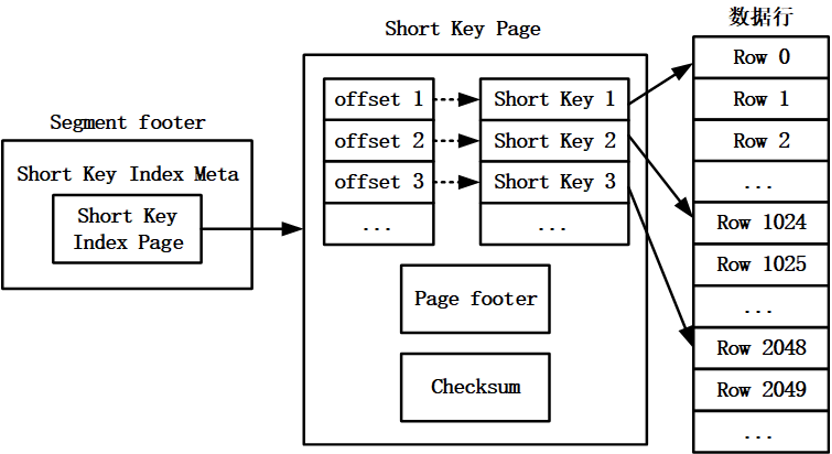 Segment footer
Short Key Index Meta
Short Key
Index Page
Short Key Page
offset 1
offset 2
offset 3
...
Short Key 1
Short Key 2
Short Key 3
...
Page footer
Checksum
数据行
Row 0
Row 1
Row 2
...
Row 1024
Row 1025
...
Row 2048
Row 2049
...